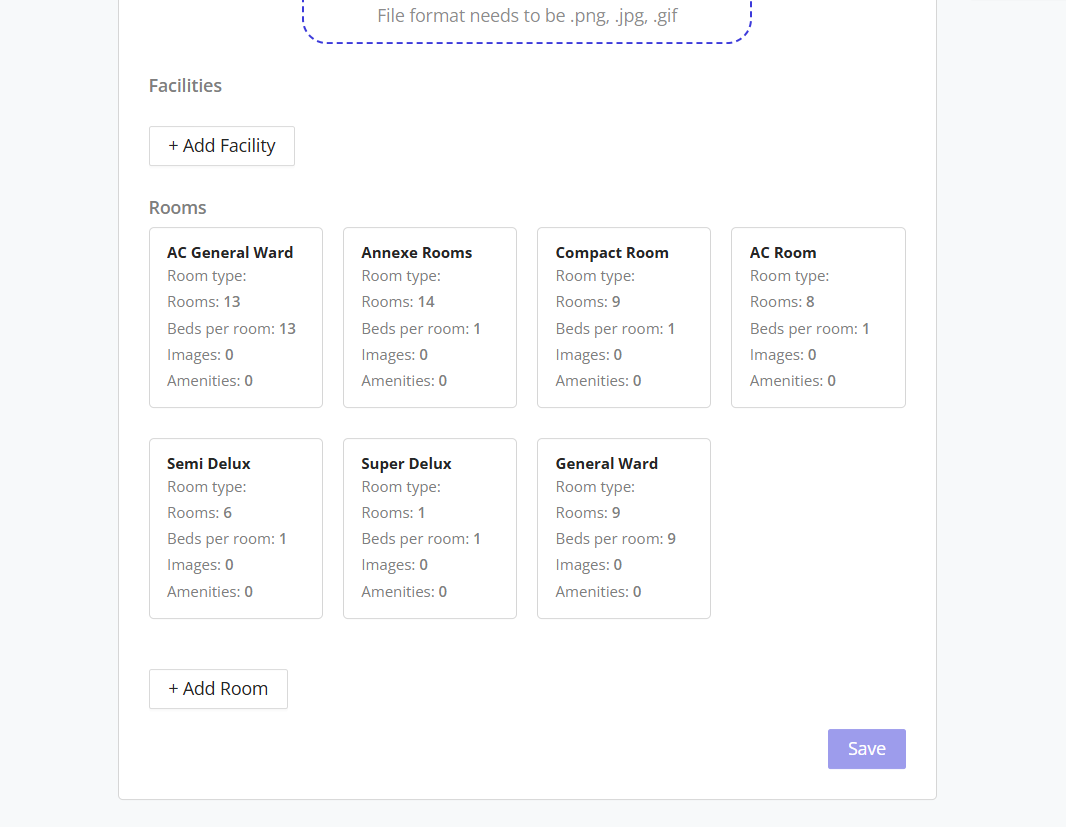 File format needs to be .png, .jpg, .gif
Facilities
+ Add Facility
Rooms
AC General Ward
Room type:
Rooms: 13
Beds per room: 13
Images: 0
Amenities: 0
Annexe Rooms
Room type:
Rooms: 14
Beds per room: 1
Images: 0
Amenities: 0
Compact Room
Room type:
Rooms: 9
Beds per room: 1
Images: 0
Amenities: 0
AC Room
Room type:
Rooms: 8
Beds per room: 1
Images: 0
Amenities: 0
Semi Delux
Room type:
Rooms: 6
Beds per room: 1
Images: 0
Amenities: 0
Super Delux
Room type:
Rooms: 1
Beds per room: 1
Images: 0
Amenities: 0
General Ward
Room type:
Rooms: 9
Beds per room: 9
Images: 0
Amenities: 0
+ Add Room
Save